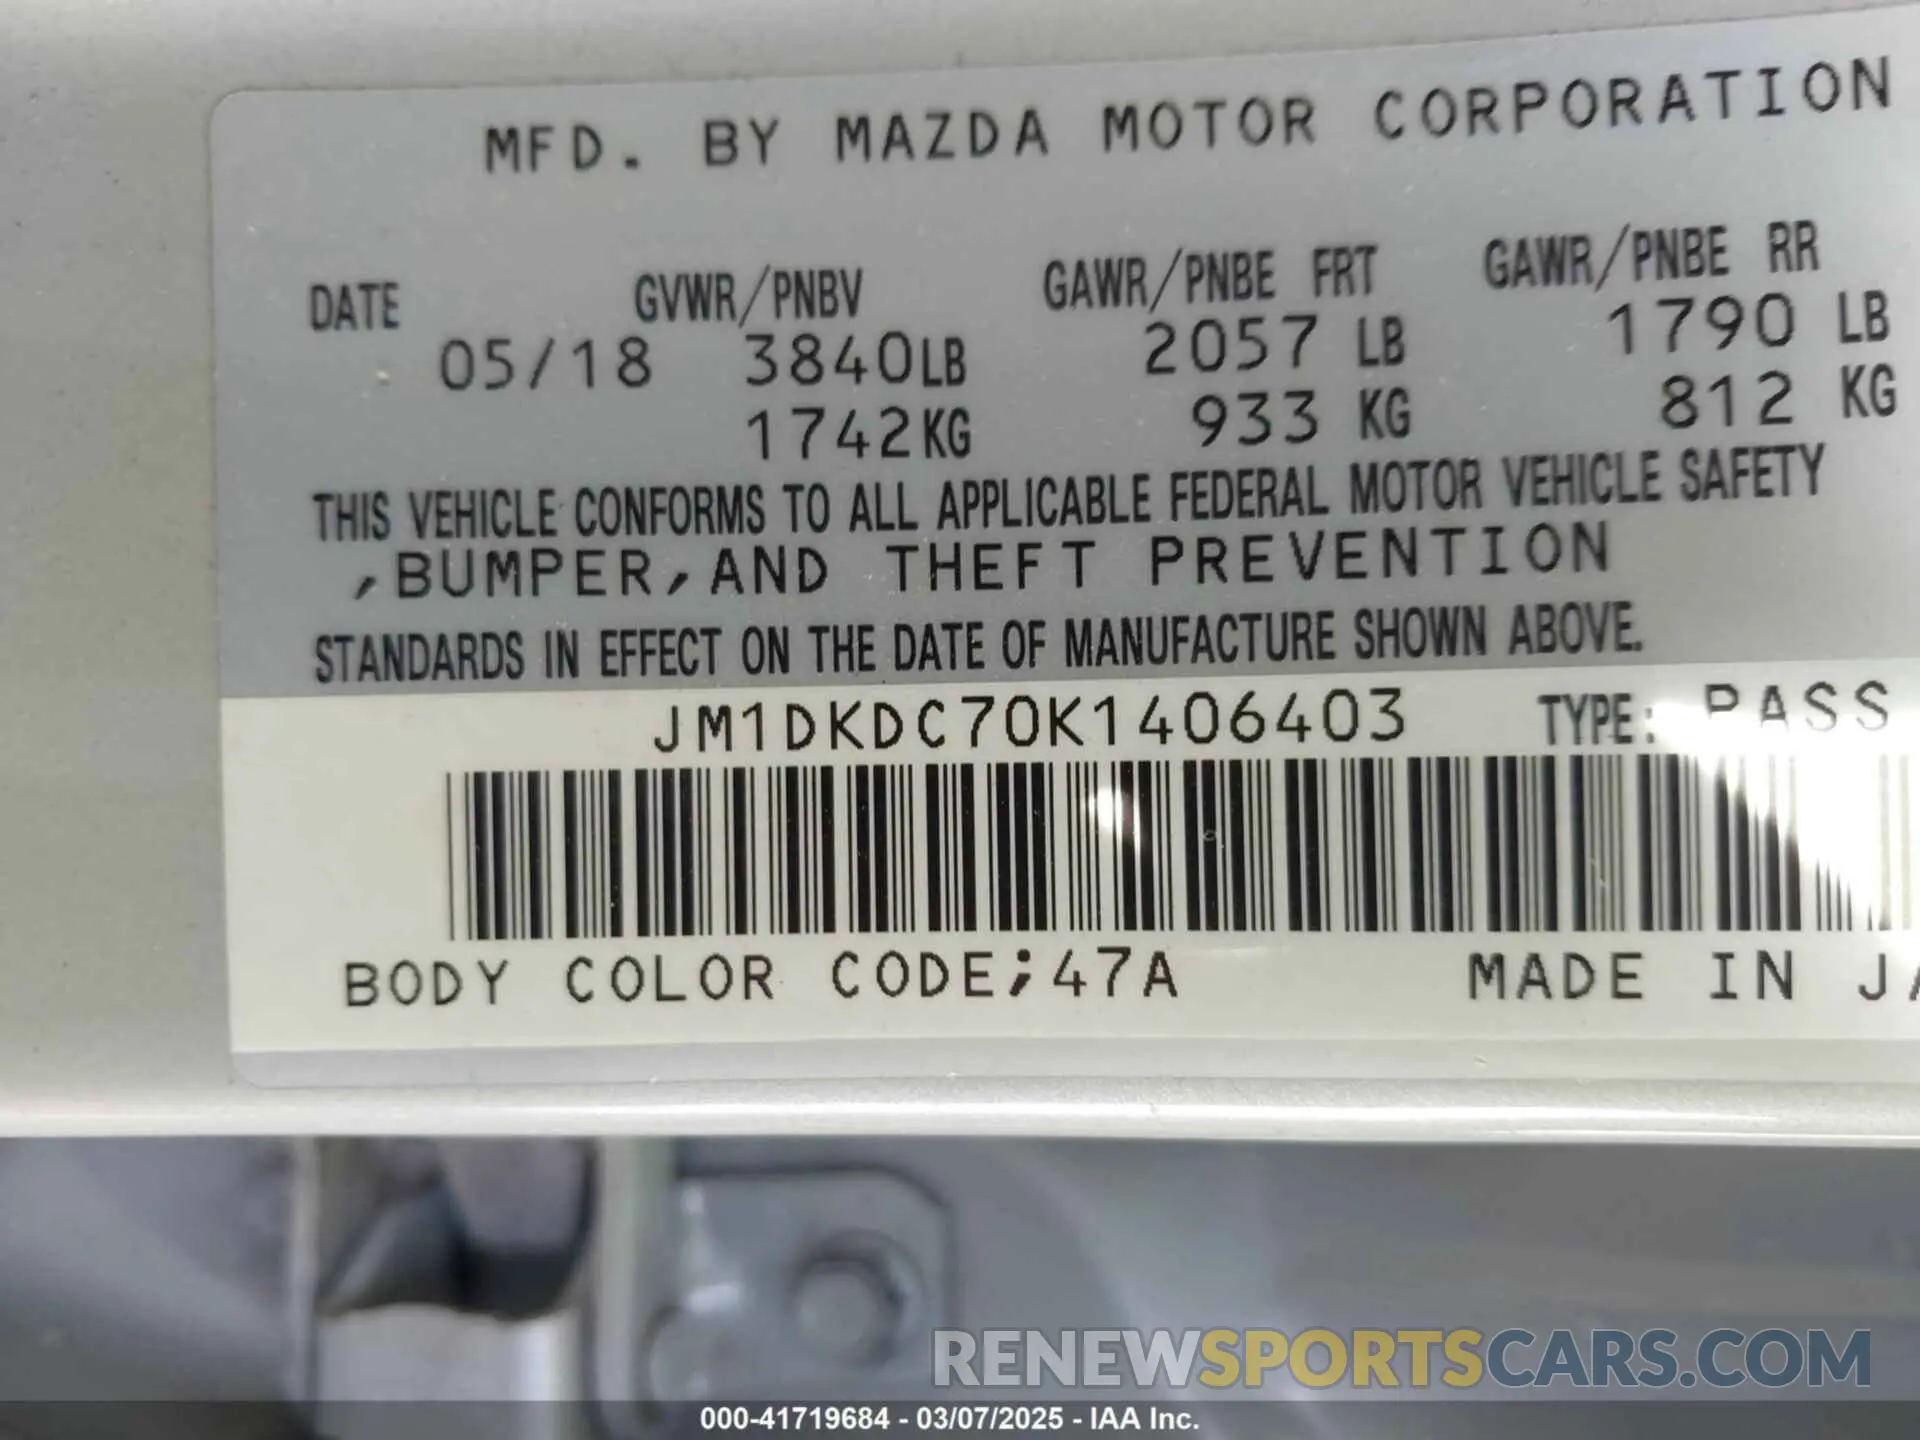 MFD. BY MAZDA MOTOR CORPORATION
DATE GVWR/PNBV GAWR/PNBE FRT GAWR/PNBE RR
05/18 3840LB 2057 LB 1790 LB
1742KG 933 KG 812 KG
THIS VEHICLE CONFORMS TO ALL APPLICABLE FEDERAL MOTOR VEHICLE SAFETY
,BUMPER,AND THEFT PREVENTION
STANDARDS IN EFFECT ON THE DATE OF MANUFACTURE SHOWN ABOVE.
JM1DKDC70K1406403 TYPE: PASS
BODY COLOR CODE;47A MADE IN JA
RENEWSPORTSCARS.COM
000-41719684 - 03/07/2025 - IAA Inc.